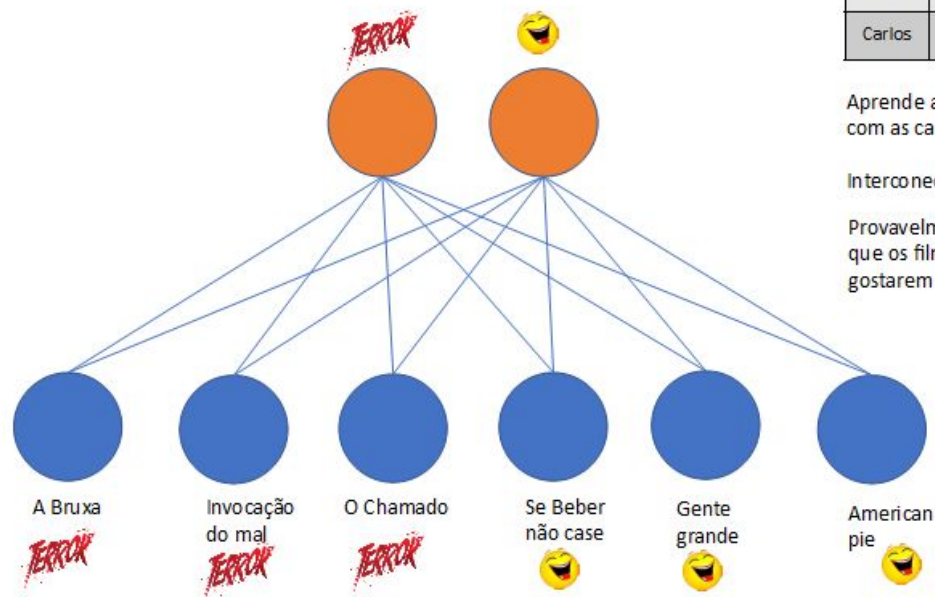 TERROR
Carlos
Aprende a
com as ca
Interconec
Provavelm
que os film
gostarem
A Bruxa
Invocação
do mal
O Chamado
Se Beber
não case
Gente
grande
American
pie
TERROR
TERROR
TERROR